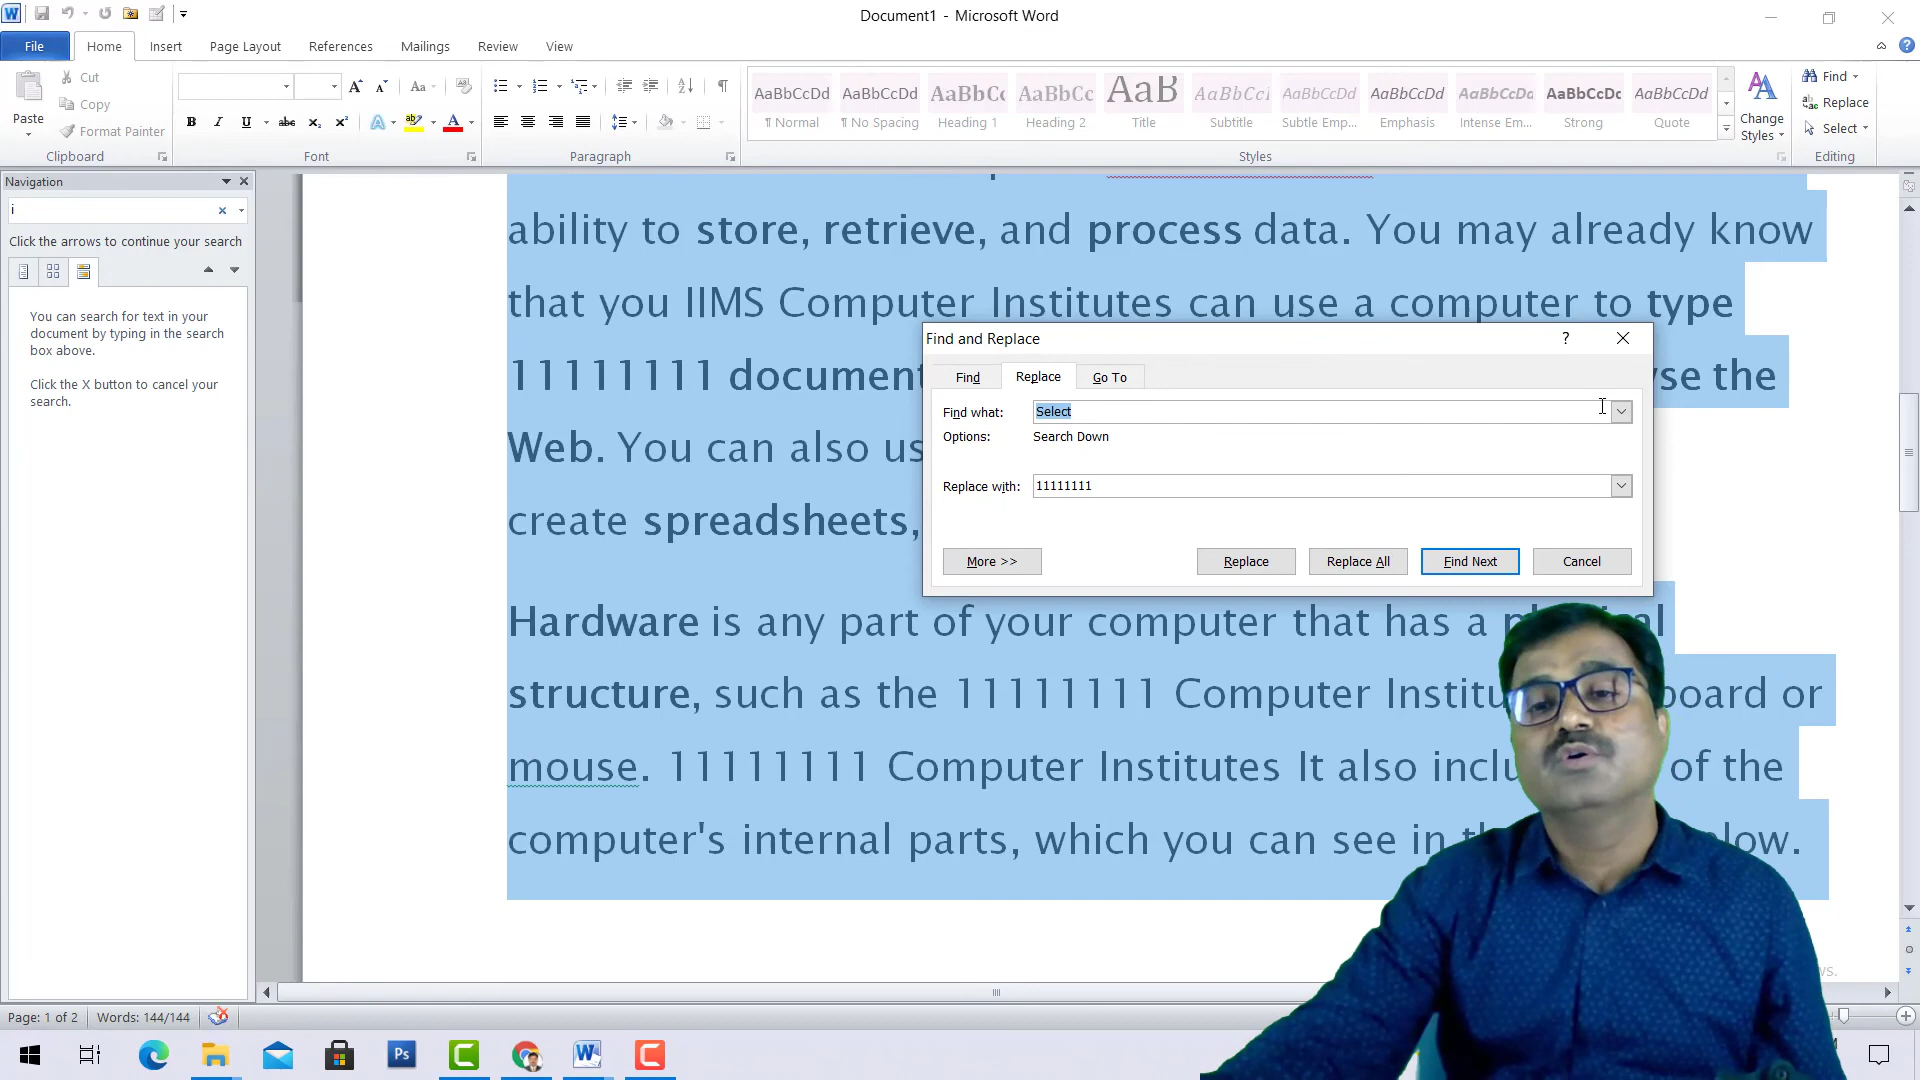 Document1 - Microsoft Word
File Home Insert Page Layout References Mailings Review View
Cut
Copy
Format Painter
Paste
Clipboard
Font
Paragraph
AaBbCcDd AaBbCcDd AaBbCc AaBbCc AaB AaBbCcI AaBbCcDd AaBbCcDd AaBbCcDd AaBbCcDc AaBbCcDd
¶ Normal ¶ No Spacing Heading 1 Heading 2 Title Subtitle Subtle Emp... Emphasis Intense Em... Strong Quote
Change
Styles
Styles
Find
Replace
Select
Editing
Navigation
i
Click the arrows to continue your search
You can search for text in your
document by typing in the search
box above.
Click the X button to cancel your
search.
ability to store, retrieve, and process data. You may already know
that you IIMS Computer Institutes can use a computer to type
11111111 document
the
Web. You can also us
create spreadsheets,
Hardware is any part of your computer that has a
structure, such as the 11111111 Computer Institu board or
mouse. 11111111 Computer Institutes It also inclu of the
computer's internal parts, which you can see in
Find and Replace
Find Replace Go To
Find what: Select
Options: Search Down
Replace with: 11111111
More >> Replace Replace All Find Next Cancel
Page: 1 of 2 Words: 144/144
Ps